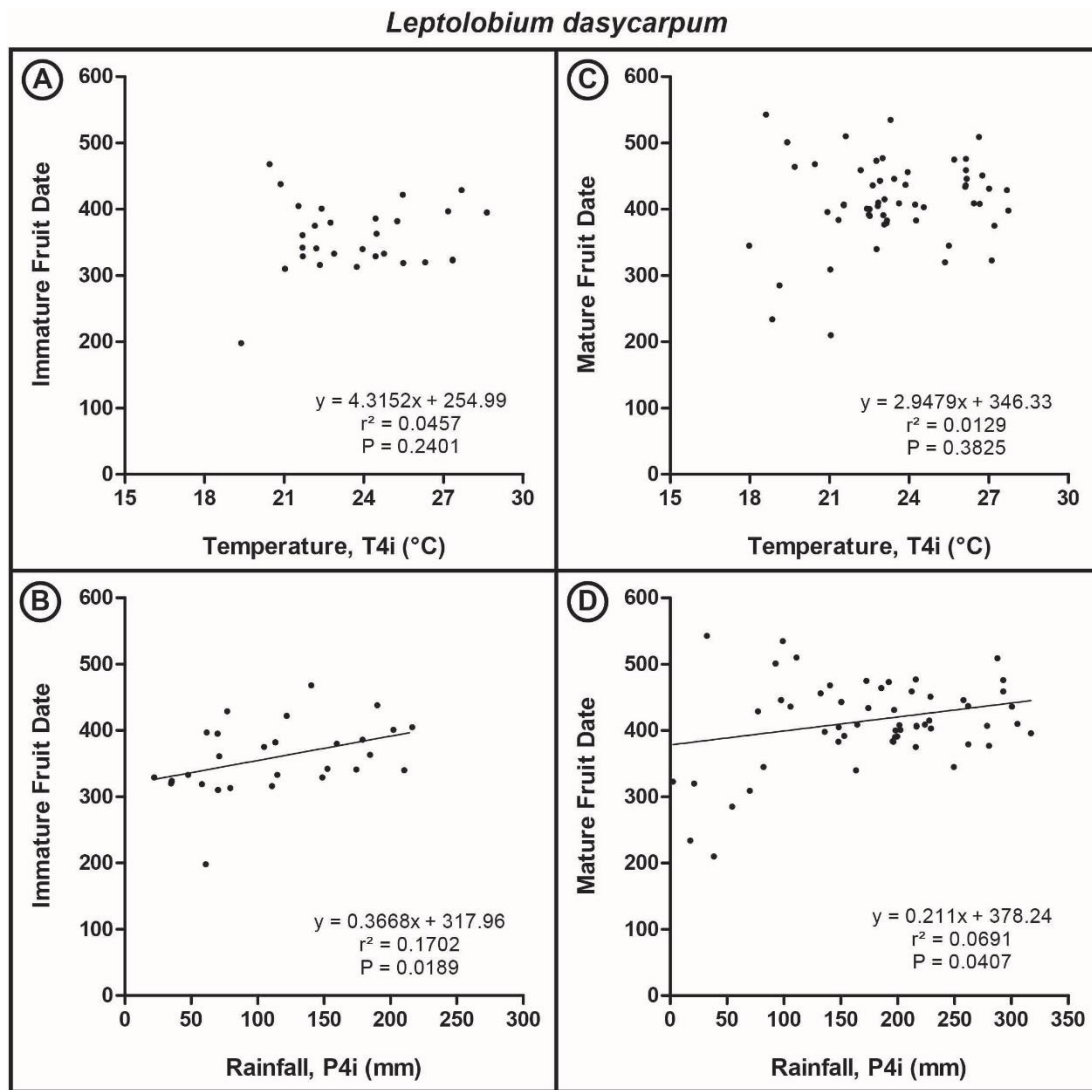 Leptolobium dasycarpum
A
600
500
400
300
200
100
0
Immature Fruit Date
y = 4.3152x + 254.99
r² = 0.0457
P = 0.2401
15 21 24 27 30
Temperature, T4i (°C)
C
600
500
400
300
200
100
0
Mature Fruit Date
y = 2.9479x + 346.33
r² = 0.0129
P = 0.3825
15 21 24 27 30
Temperature, T4i (°C)
B
600
500
400
300
200
100
0
Immature Fruit Date
y = 0.3668x + 317.96
r² = 0.1702
P = 0.0189
0 50 100 150 200 250 300
Rainfall, P4i (mm)
D
600
500
400
300
200
100
0
Mature Fruit Date
y = 0.211x + 378.24
r² = 0.0691
P = 0.0407
0 50 100 150 200 250 300 350
Rainfall, P4i (mm)